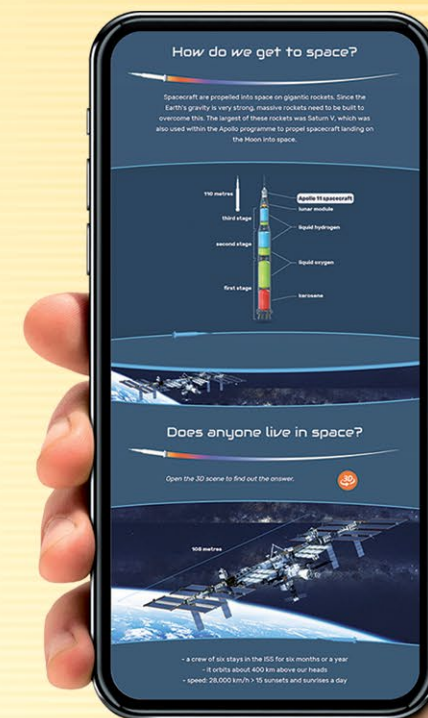 How do we get to space?
Spacecraft are propelled into space on gigantic rockets. Since the
Earth's gravity is very strong, massive rockets need to be built to
overcome this. The largest of these rockets was Saturn V, which was
also used within the Apollo programme to propel spacecraft landing on
the Moon into space.
110 metres
Apollo 11 spacecraft
lunar module
third stage
liquid hydrogen
second stage
liquid oxygen
first stage
kerosene
Does anyone live in space?
Open the 3D scene to find out the answer.
3D
108 metres
- a crew of six stays in the ISS for six months or a year
- it orbits about 400 km above our heads
- speed: 28,000 km/h > 15 sunsets and sunrises a day